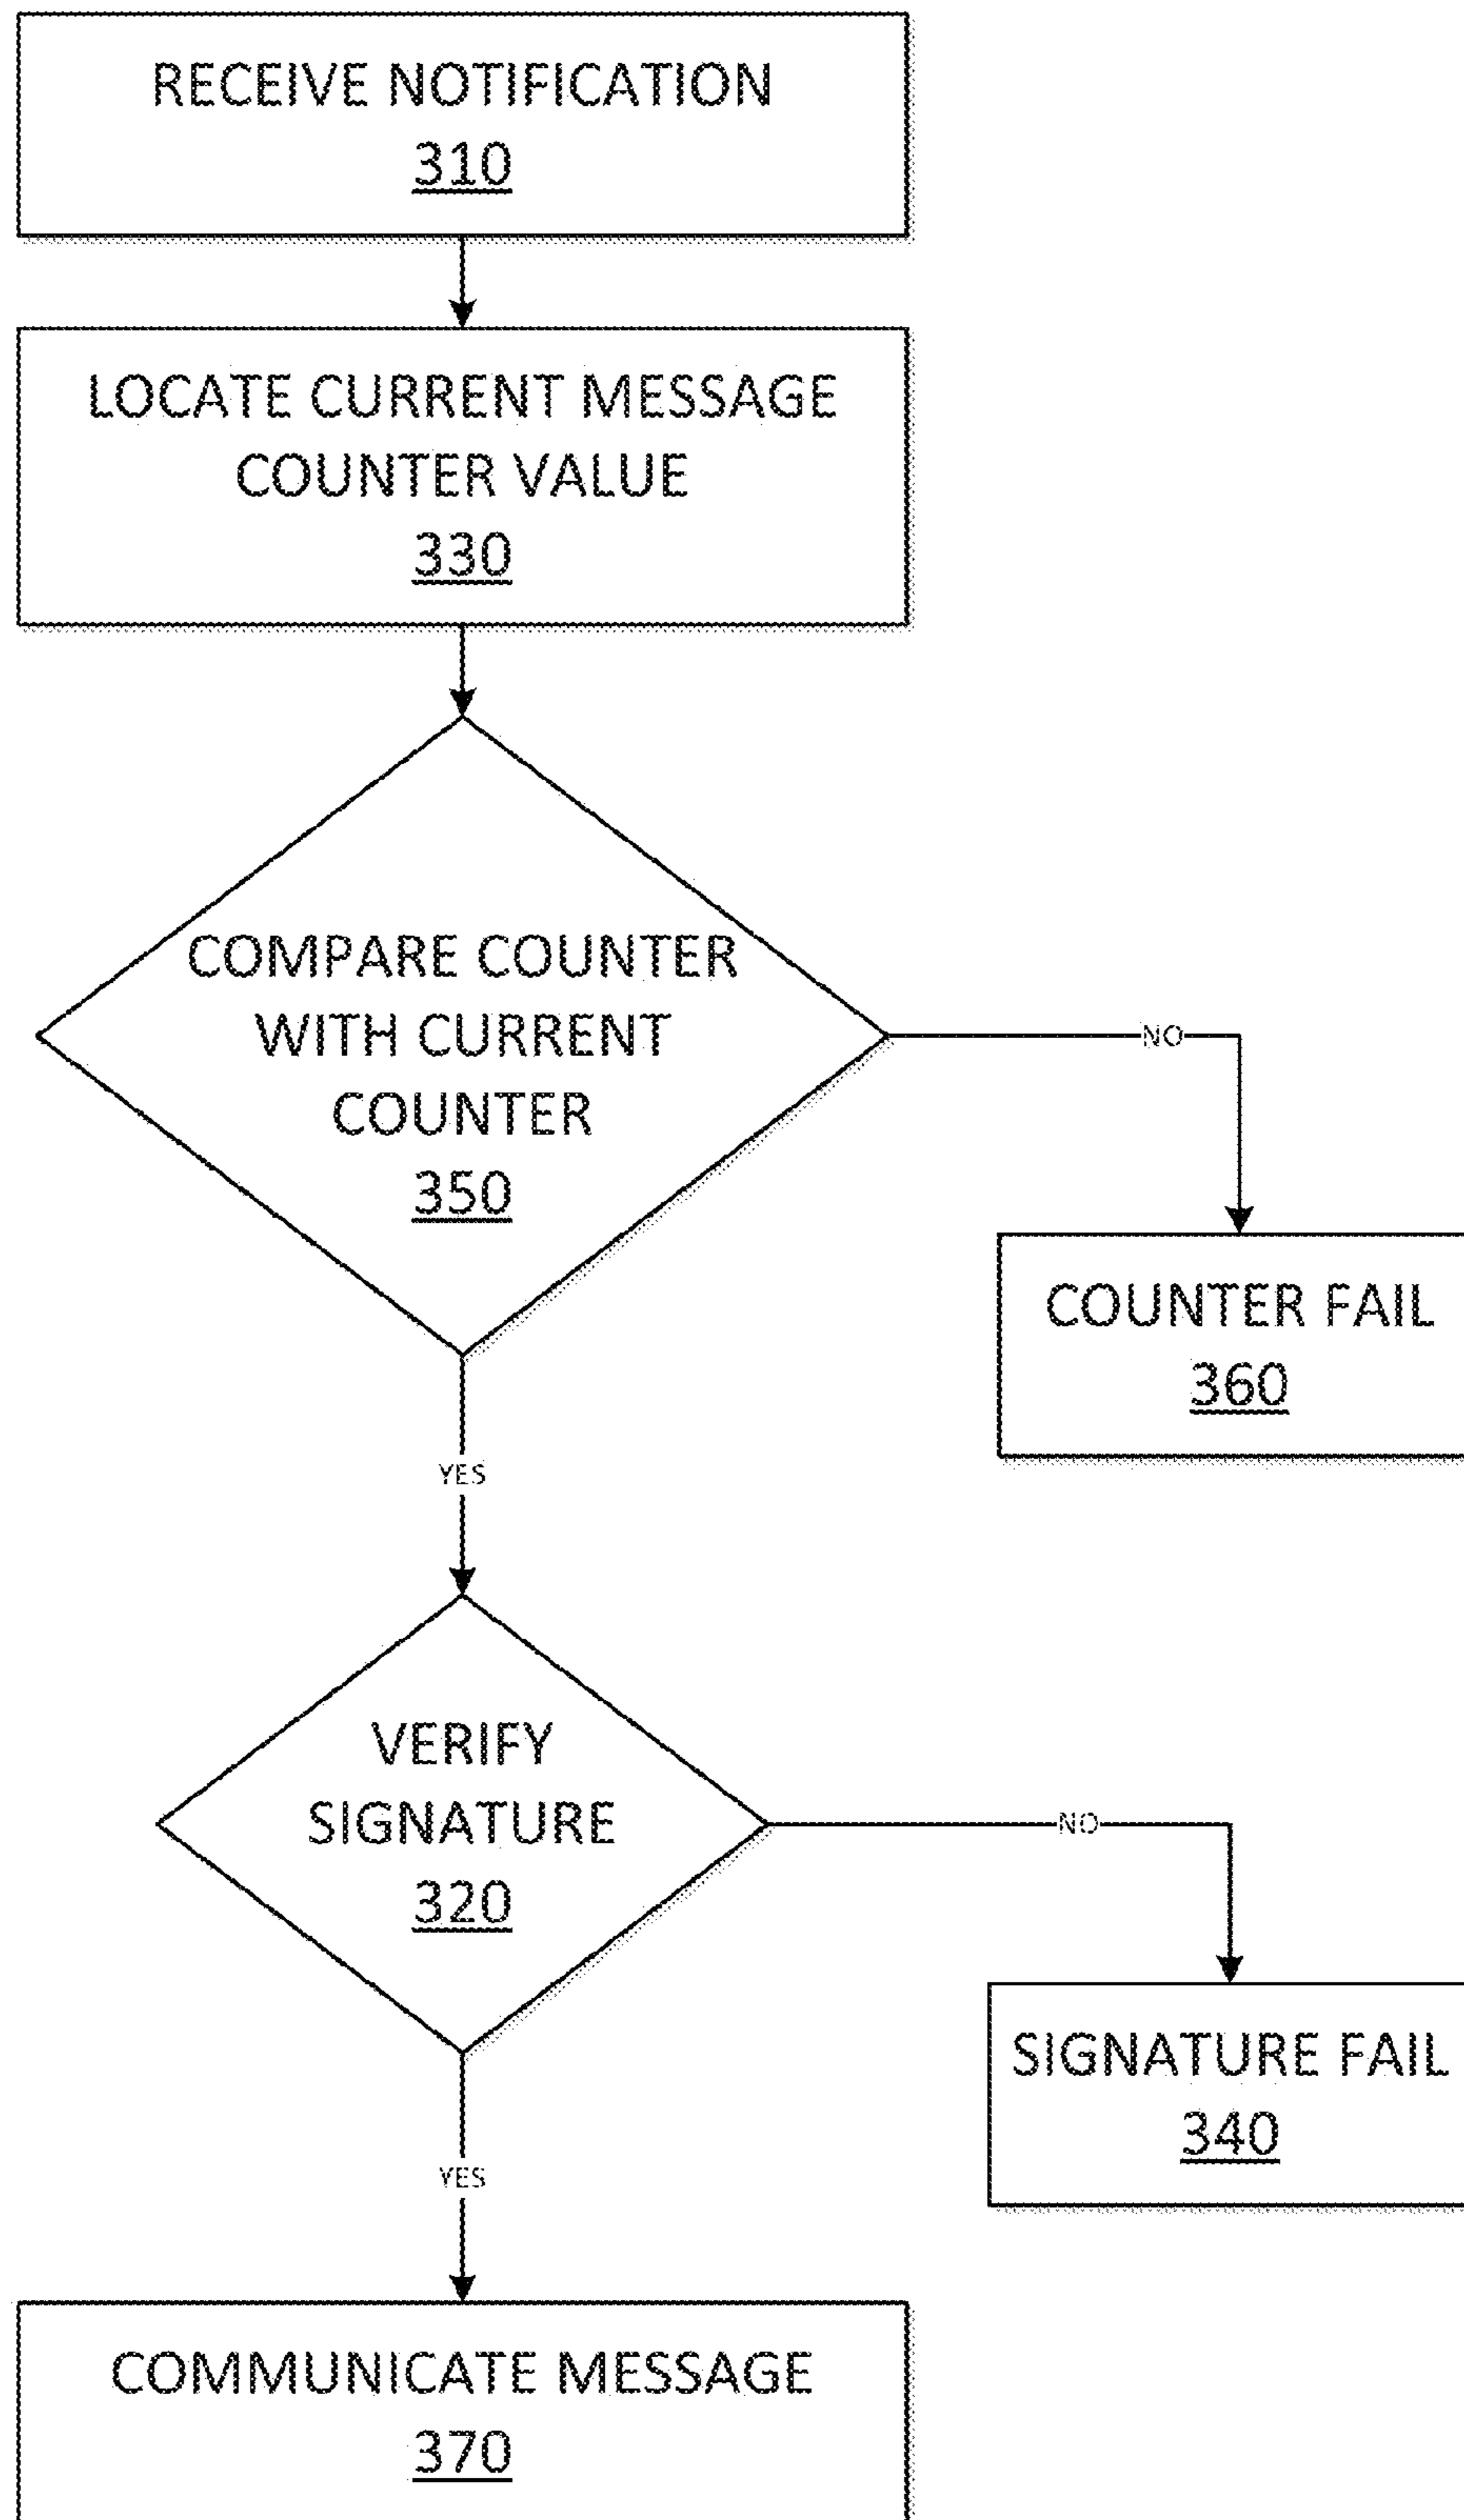 RECEIVE NOTIFICATION
310
LOCATE CURRENT MESSAGE
COUNTER VALUE
330
COMPARE COUNTER
WITH CURRENT
COUNTER
350
NO
COUNTER FAIL
360
YES
VERIFY
SIGNATURE
320
NO
SIGNATURE FAIL
340
YES
COMMUNICATE MESSAGE
370